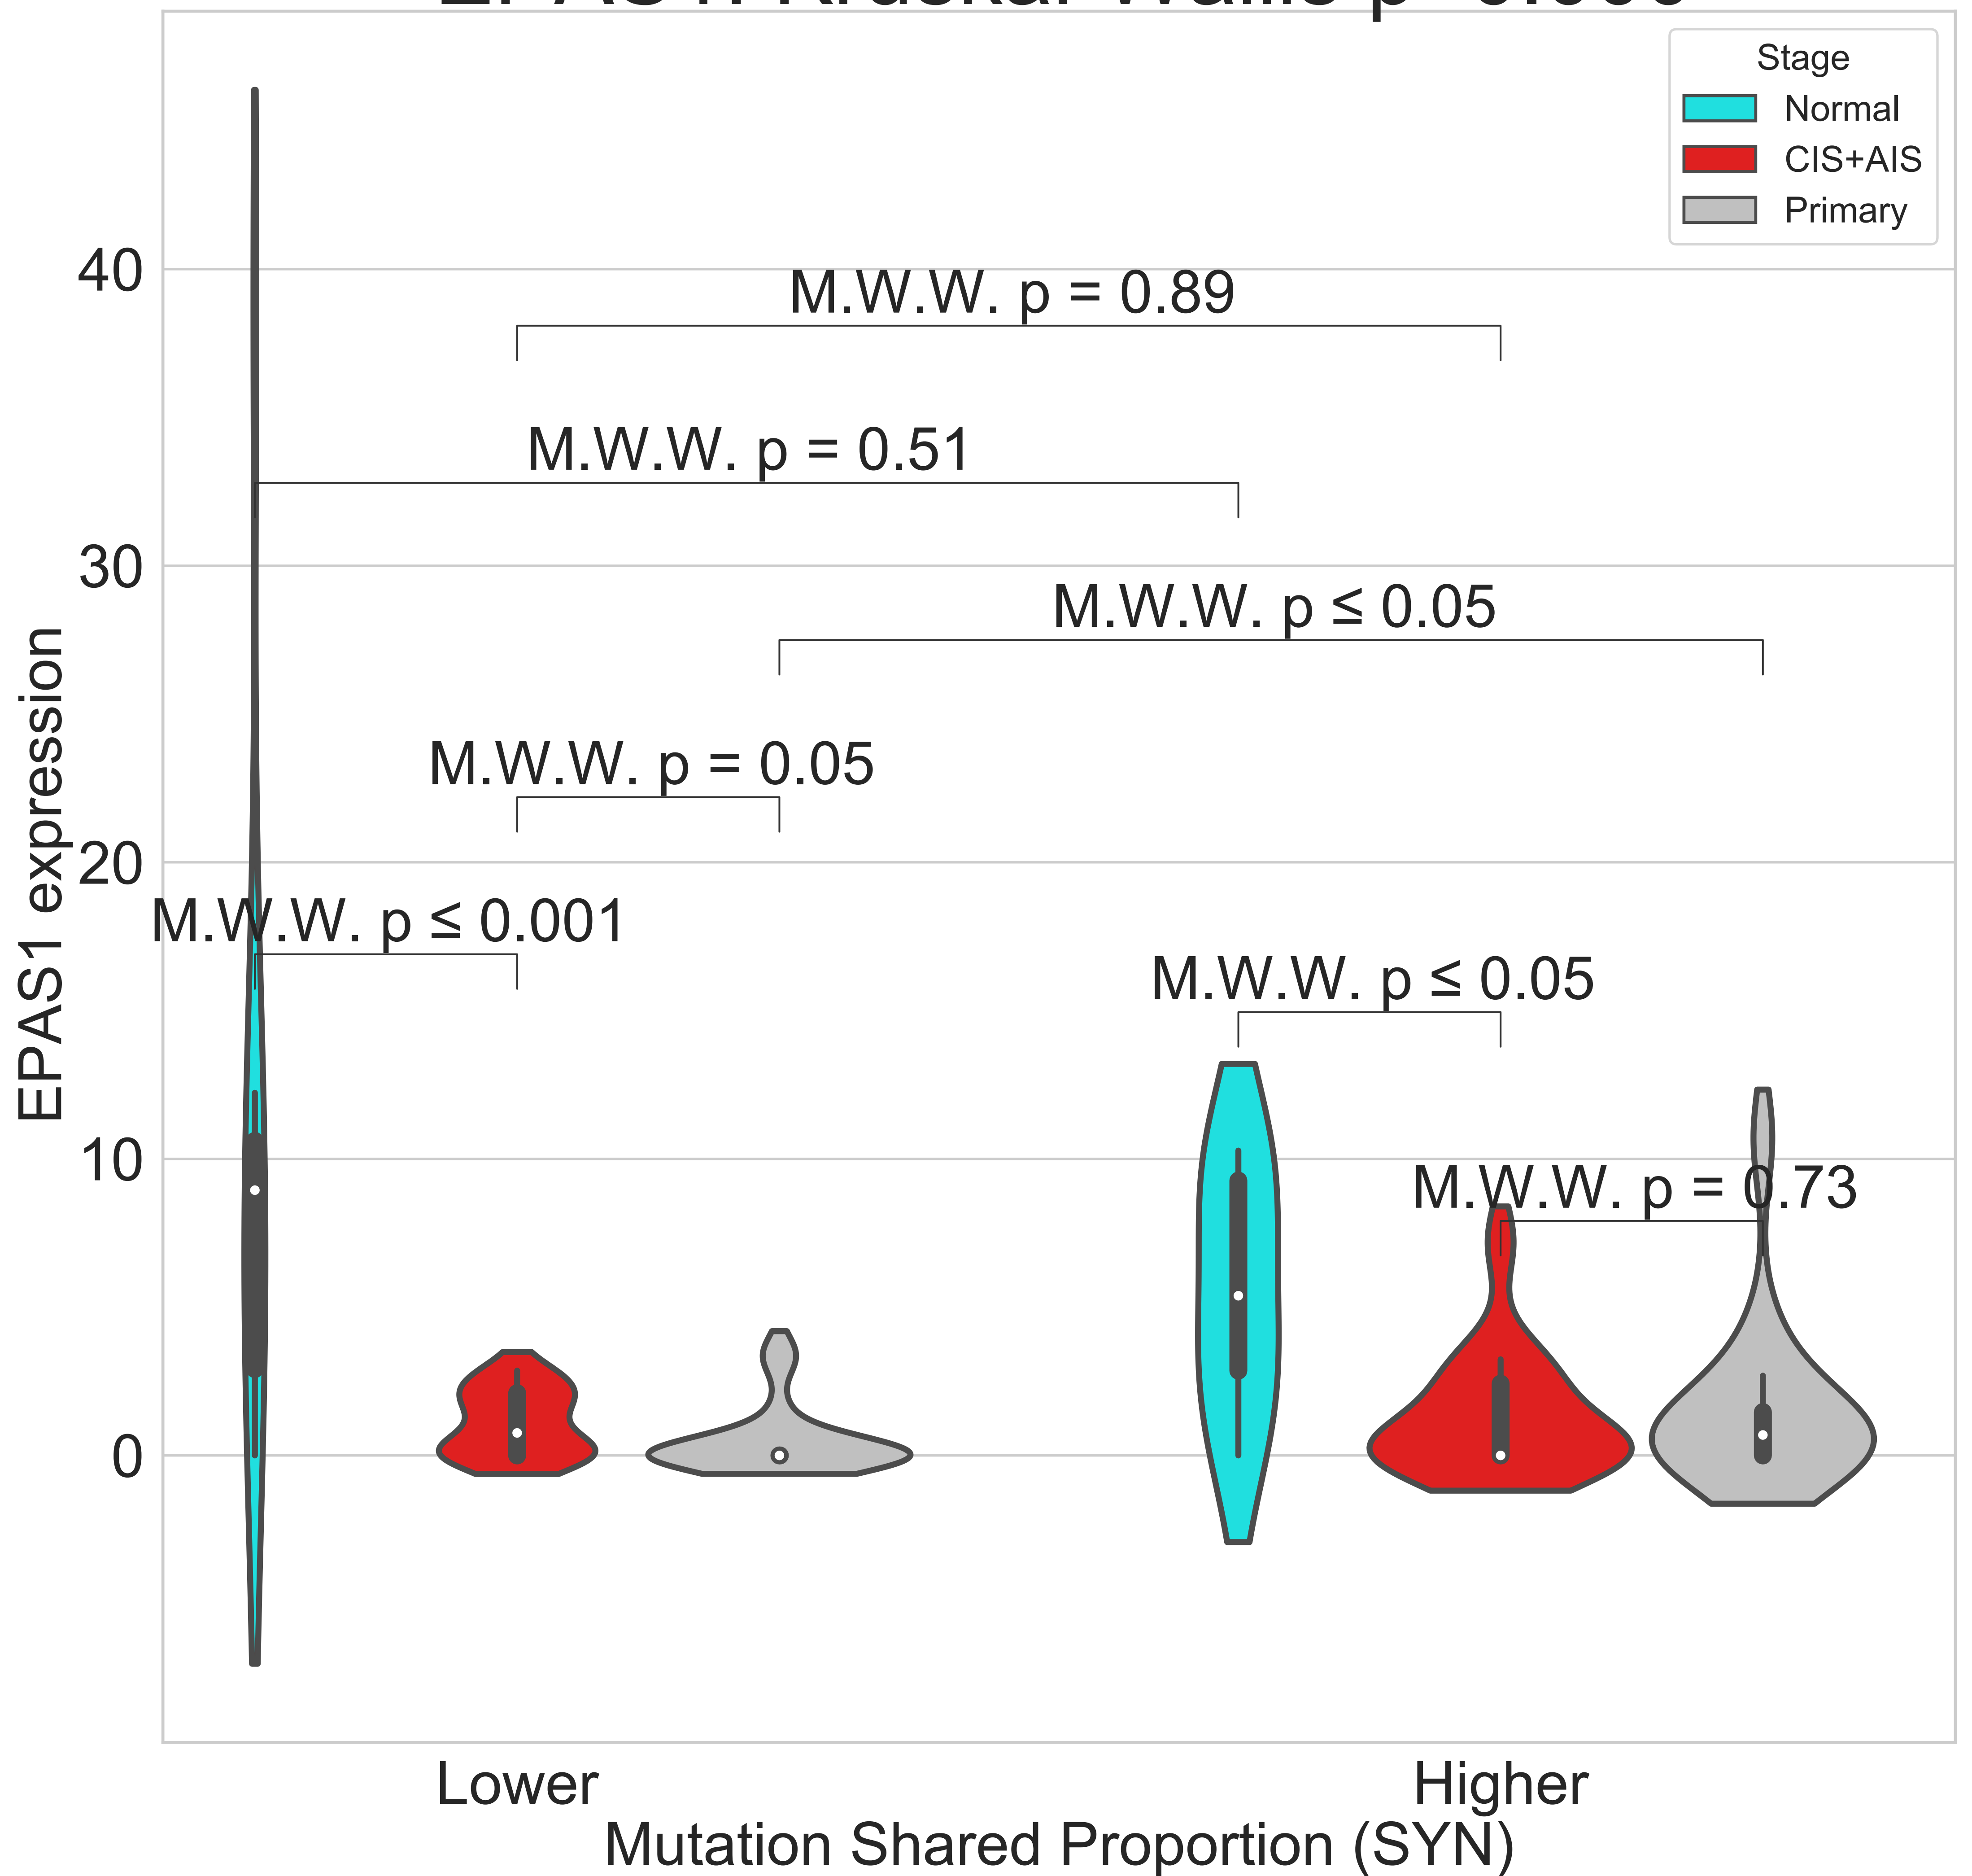 Stage
Normal
CIS+AIS
Primary
40
30
20
10
0
EPAS1 expression
M.W.W. p = 0.89
M.W.W. p = 0.51
M.W.W. p ≤ 0.05
M.W.W. p = 0.05
M.W.W. p ≤ 0.001
M.W.W. p ≤ 0.05
M.W.W. p = 0.73
Lower
Higher
Mutation Shared Proportion (SYN)